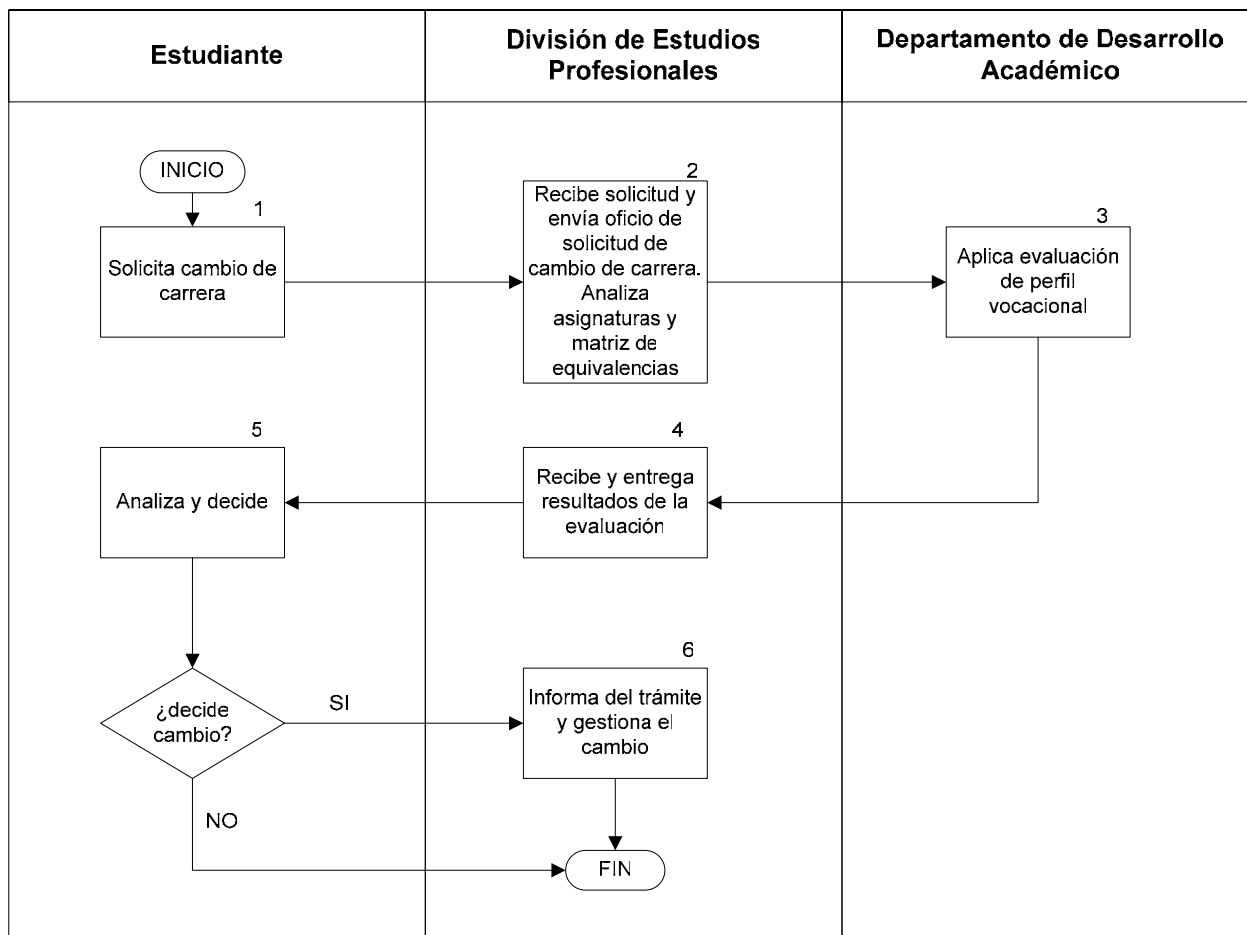 Estudiante
División de Estudios
Profesionales
Departamento de Desarrollo
Académico
INICIO
1
Solicita cambio de
carrera
2
Recibe solicitud y
envía oficio de
solicitud de
cambio de carrera.
Analiza
asignaturas y
matriz de
equivalencias
3
Aplica evaluación
de perfil
vocacional
4
Recibe y entrega
resultados de la
evaluación
5
Analiza y decide
¿decide
cambio?
SI
NO
6
Informa del trámite
y gestiona el
cambio
FIN